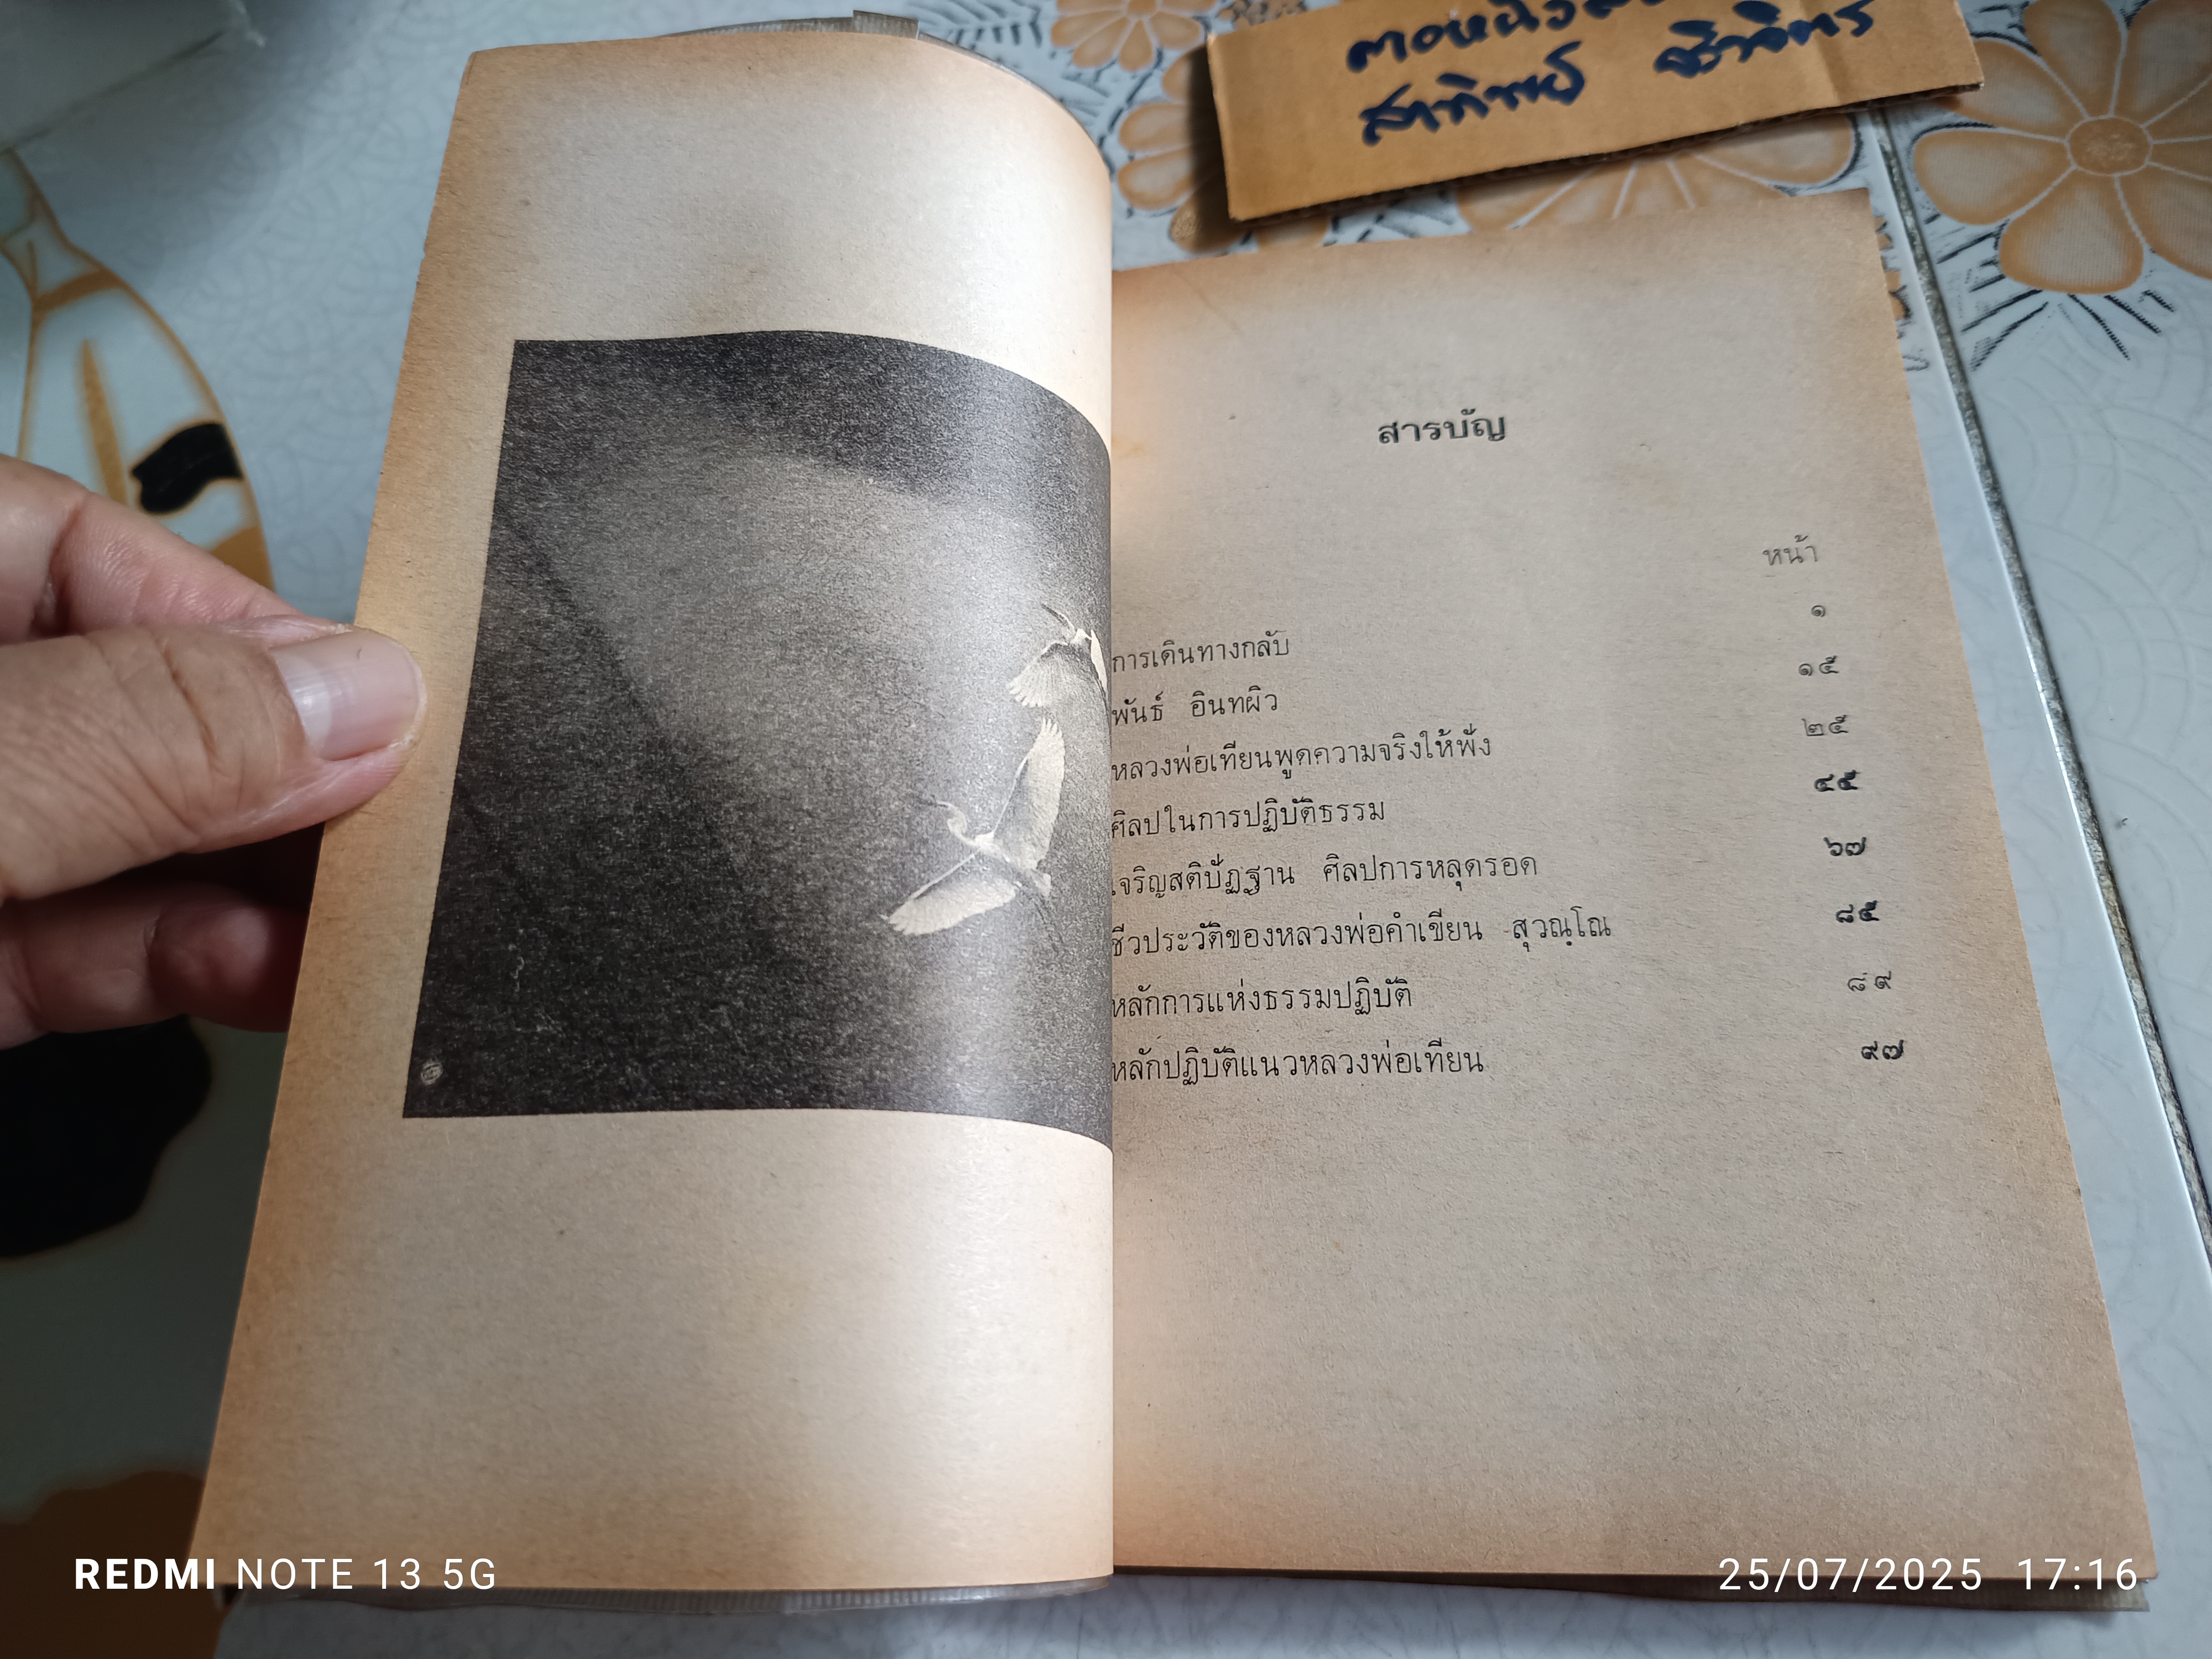 สาทิพย์
สารบัญ
หน้า
การเดินทางกลับ ๑
พันธ์ อินทผิว ๑๕
หลวงพ่อเทียนพูดความจริงให้ฟัง ๒๕
ศิลปในการปฏิบัติธรรม ๔๕
เจริญสติปัฏฐาน ศิลปการหลุดรอด ๖๗
ชีวประวัติของหลวงพ่อคำเขียน สุวณฺโณ ๘๕
หลักการแห่งธรรมปฏิบัติ ๘๙
หลักปฏิบัติแนวหลวงพ่อเทียน ๙๗
REDMI NOTE 13 5G
25/07/2025 17:16